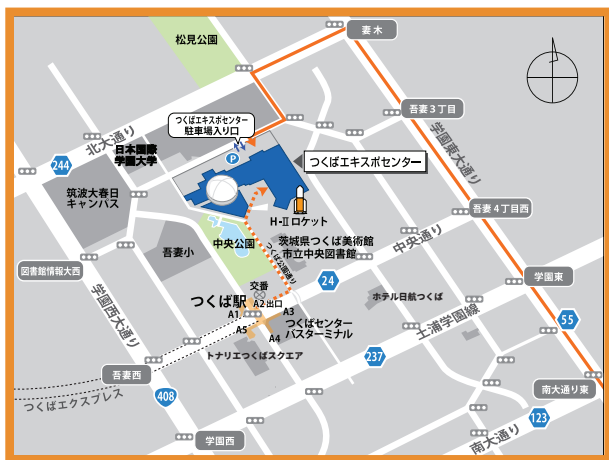 松見公園
妻木
吾妻3丁目
学園東大通り
北大通り
つくばエキスポセンター
駐車場入り口
日本国際
学園大学
244
P
つくばエキスポセンター
筑波大春日
キャンパス
H-Ⅱロケット
吾妻4丁目西
中央通り
中央公園
吾妻小
茨城県つくば美術館
市立中央図書館
つくば公園通り
図書館情報大西
学園西大通り
24
学園東
交番
つくば駅
A2出口
A1
A3
A5
A4
つくばセンター
バスターミナル
ホテル日航つくば
土浦学園線
55
トナリエつくばスクエア
237
吾妻西
つくばエクスプレス
408
南大通り東
123
学園西
南大通り